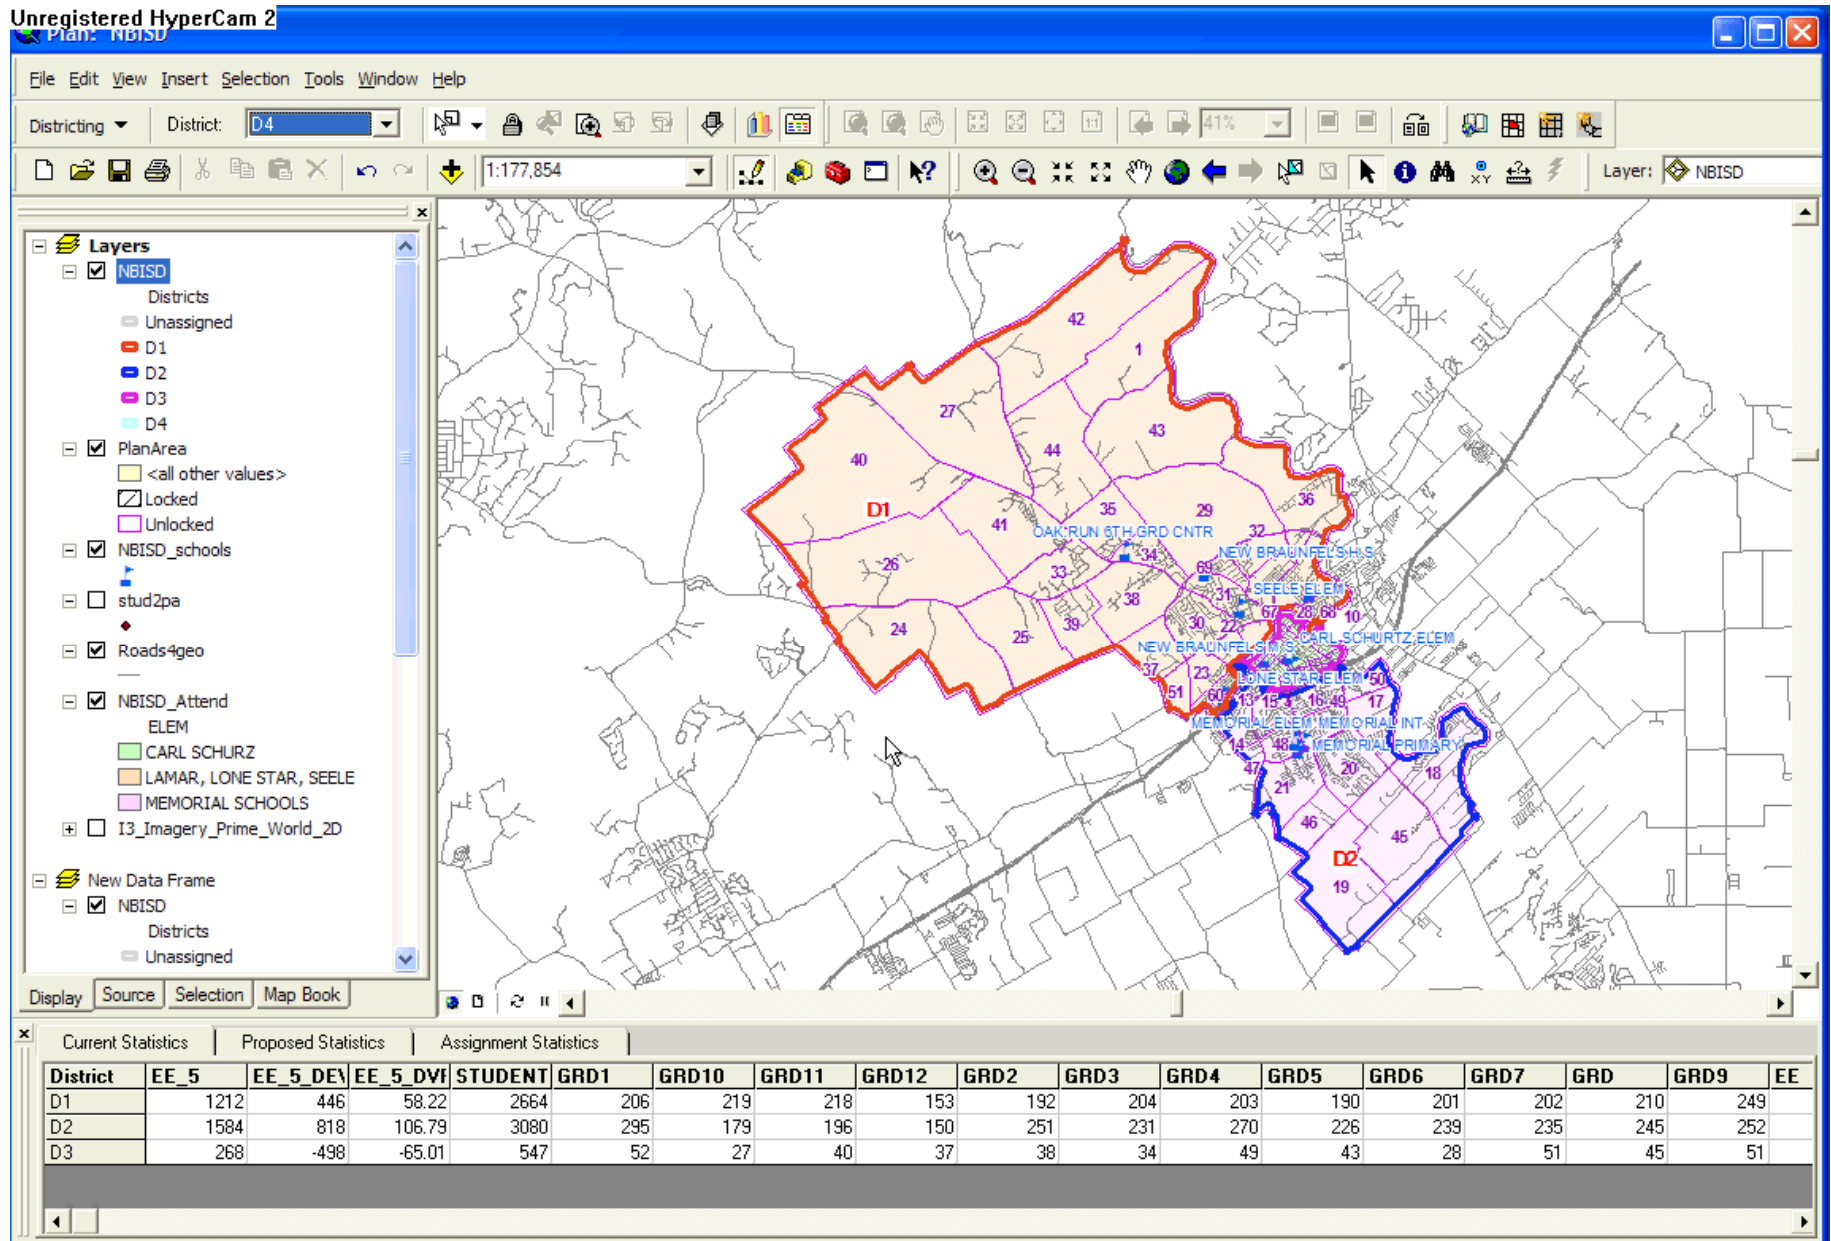 Unregistered HyperCam 2
Plan: NBISD
File Edit View Insert Selection Tools Window Help
Districting District: D4 41%
1:177,854 Layer: NBISD
Layers
NBISD
Districts
Unassigned
D1
D2
D3
D4
PlanArea
<all other values>
Locked
Unlocked
NBISD_schools
stud2pa
Roads4geo
NBISD_Attend
ELEM
CARL SCHURZ
LAMAR, LONE STAR, SEELE
MEMORIAL SCHOOLS
I3_Imagery_Prime_World_2D
New Data Frame
NBISD
Districts
Unassigned
Display Source Selection Map Book
42
1
27
43
44
40
36
D1
35 29
41
32
OAK RUN 6TH GRD CNTR
NEW BRAUNFELS H S
34
26
33
69
SEELE ELEM
31
38
67 28 68 10
39
30
22
24
25
CARL SCHURTZ ELEM
NEW BRAUNFELS M S
37
23
LONE STAR ELEM
50
51
60
13 15 4 16 49 17
MEMORIAL ELEM MEMORIAL INT
14
48
MEMORIAL PRIMARY
47
20
18
21
46
45
D2
19
Current Statistics Proposed Statistics Assignment Statistics
District EE_5 EE_5_DEV EE_5_DVF STUDENT GRD1 GRD10 GRD11 GRD12 GRD2 GRD3 GRD4 GRD5 GRD6 GRD7 GRD GRD9 EE
D1 1212 446 58.22 2664 206 219 218 153 192 204 203 190 201 202 210 249
D2 1584 818 106.79 3080 295 179 196 150 251 231 270 226 239 235 245 252
D3 268 -498 -65.01 547 52 27 40 37 38 34 49 43 28 51 45 51